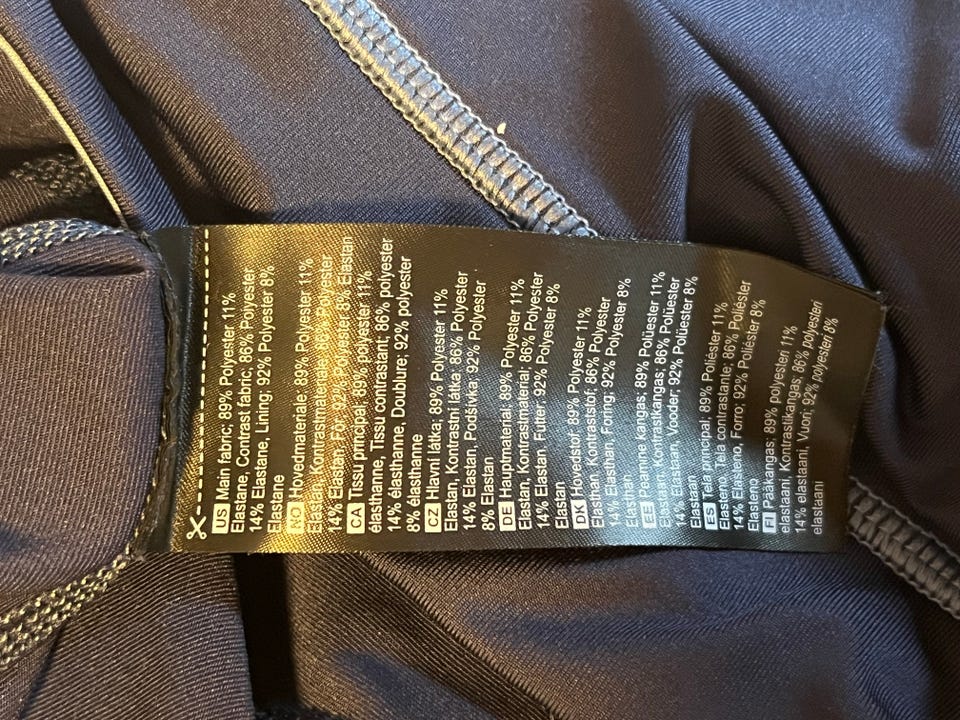 US Main fabric; 89% Polyester 11%
Elastane, Contrast fabric; 86% Polyester
14% Elastane, Lining; 92% Polyester 8%
Elastane
NO Hovedmateriale; 89% Polyester 11%
Elastan, Kontrastmateriale; 86% Polyester
14% Elastan, Fôr; 92% Polyester 8% Elastan
CA Tissu principal; 89% polyester 11%
élasthanne, Tissu contrastant; 86% polyester
14% élasthanne, Doublure; 92% polyester
8% élasthanne
CZ Hlavní látka; 89% Polyester 11%
Elastan, Kontrastní látka 86% Polyester
14% Elastan, Podšívka; 92% Polyester
8% Elastan
DE Hauptmaterial; 89% Polyester 11%
Elastan, Kontrastmaterial; 86% Polyester
14% Elastan, Futter; 92% Polyester 8%
Elastan
DK Hovedstof 89% Polyester 11%
Elasthan Kontraststof; 86% Polyester
14% Elasthan, Foring; 92% Polyester 8%
Elasthan
EE Peamine kangas; 89% Polüester 11%
Elastaan Kontrastkangas; 86% Polüester
14% Elastaan, Vooder; 92% Polüester 8%
Elastaan
ES Tela principal; 89% Poliéster 11%
Elasteno, Tela contrastante; 86% Poliéster
14% Elasteno, Forro; 92% Poliéster 8%
Elasteno
FI Pääkangas; 89% polyesteri 11%
elastaani, Kontrastikangas; 86% polyesteri
14% elastaani, Vuori; 92% polyesteri 8%
elastaani